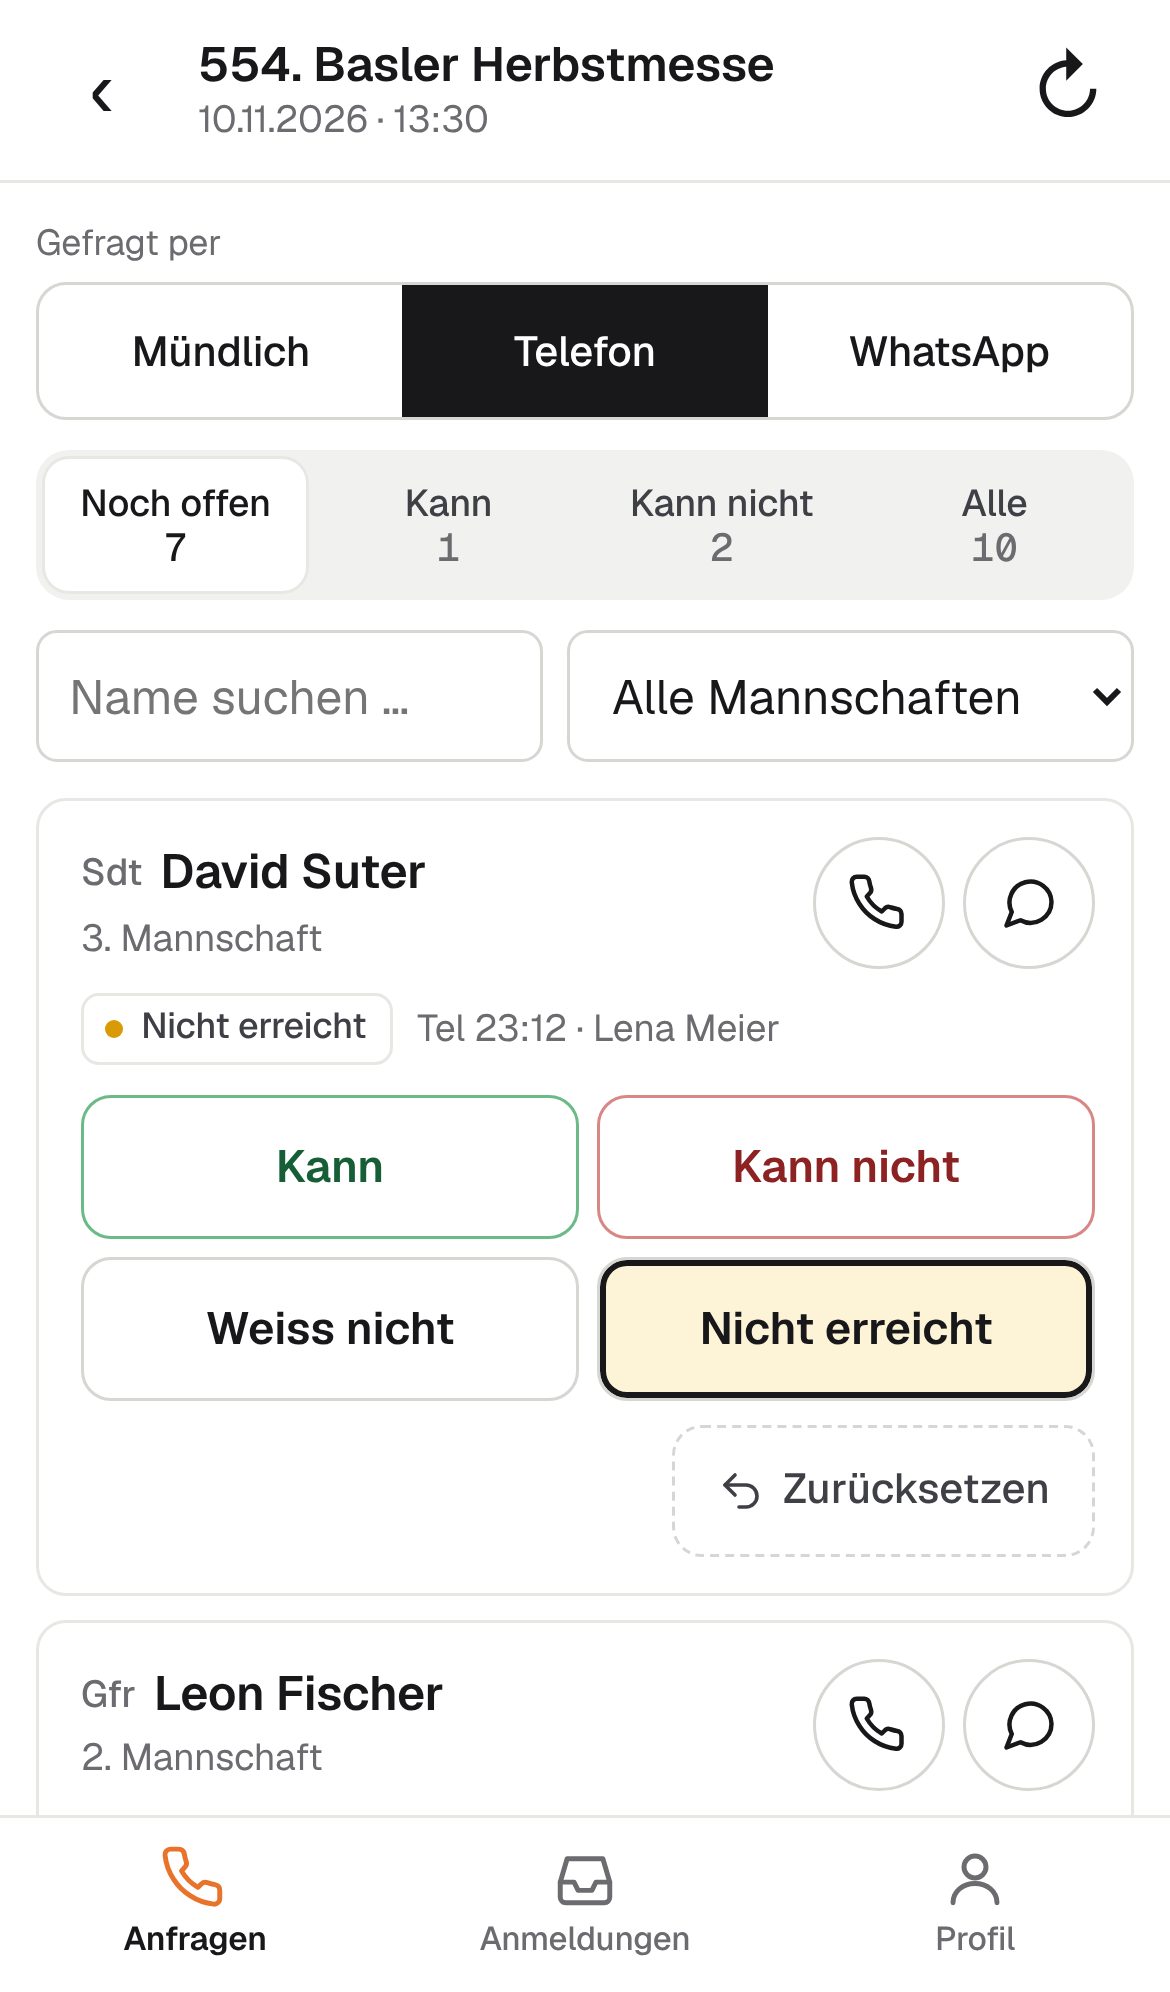 554. Basler Herbstmesse
10.11.2026 · 13:30
Gefragt per
Mündlich Telefon WhatsApp
Noch offen Kann Kann nicht Alle
7 1 2 10
Name suchen ... Alle Mannschaften
Sdt David Suter
3. Mannschaft
Nicht erreicht Tel 23:12 · Lena Meier
Kann Kann nicht
Weiss nicht Nicht erreicht
Zurücksetzen
Gfr Leon Fischer
2. Mannschaft
Anfragen Anmeldungen Profil